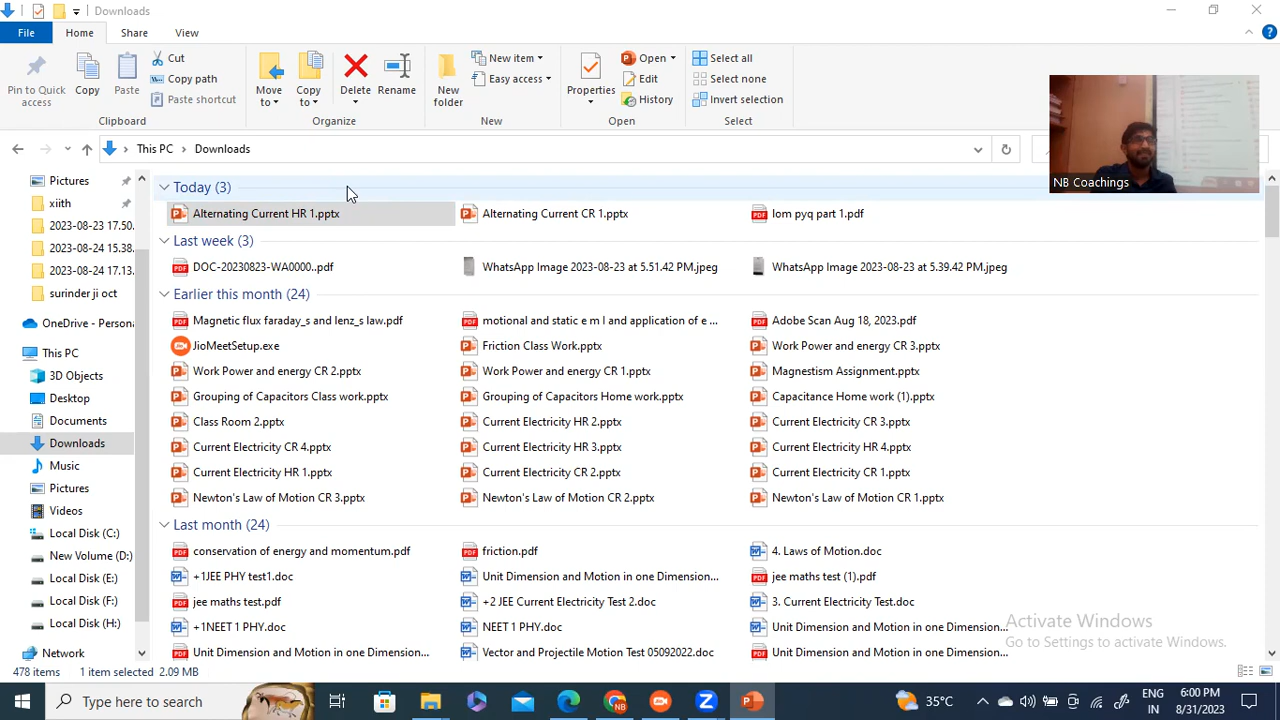 Downloads
File Home Share View
Pin to Quick access
Copy
Paste
Cut
Copy path
Paste shortcut
Clipboard
Move to
Copy to
Delete
Rename
Organize
New folder
New item
Easy access
New
Properties
Open
Edit
History
Open
Select all
Select none
Invert selection
Select
This PC > Downloads
NB Coachings
Pictures
xiith
2023-08-23 17.50.
2023-08-24 15.38.
2023-08-24 17.13.
surinder ji oct
OneDrive - Persona
This PC
3D Objects
Desktop
Documents
Downloads
Music
Pictures
Videos
Local Disk (C:)
New Volume (D:)
Local Disk (E:)
Local Disk (F:)
Local Disk (H:)
Network
Today (3)
Alternating Current HR 1.pptx Alternating Current CR 1.pptx lom pyq part 1.pdf
Last week (3)
DOC-20230823-WA0000..pdf WhatsApp Image 2023-08-23 at 5.51.42 PM.jpeg WhatsApp Image 2023-08-23 at 5.39.42 PM.jpeg
Earlier this month (24)
Magnetic flux faraday_s and lenz_s law.pdf motional and static e m I and application of e ... Adobe Scan Aug 18, 2023.pdf
JioMeetSetup.exe Friction Class Work.pptx Work Power and energy CR 3.pptx
Work Power and energy CR 2.pptx Work Power and energy CR 1.pptx Magnestism Assignment.pptx
Grouping of Capacitors Class work.pptx Grouping of Capacitors Home work.pptx Capacitance Home work (1).pptx
Class Room 2.pptx Current Electricity HR 2.pptx Current Electricity CR 3.pptx
Current Electricity CR 4.pptx Current Electricity HR 3.pptx Current Electricity HR 4.pptx
Current Electricity HR 1.pptx Current Electricity CR 2.pptx Current Electricity CR 1.pptx
Newton's Law of Motion CR 3.pptx Newton's Law of Motion CR 2.pptx Newton's Law of Motion CR 1.pptx
Last month (24)
conservation of energy and momentum.pdf friction.pdf 4. Laws of Motion.doc
+1JEE PHY test1.doc Unit Dimension and Motion in one Dimension... jee maths test (1).pdf
jee maths test.pdf +2 JEE Current Electricity Test 2.doc 3. Current Electricity Test.doc
+1NEET 1 PHY.doc NEET 1 PHY.doc Unit Dimension and Motion in one Dimension...
Unit Dimension and Motion in one Dimension... Vector and Projectile Motion Test 05092022.doc Unit Dimension and Motion in one Dimension...
Activate Windows
Go to Settings to activate Windows.
478 items 1 item selected 2.09 MB
Type here to search
35°C
ENG
IN
6:00 PM
8/31/2023